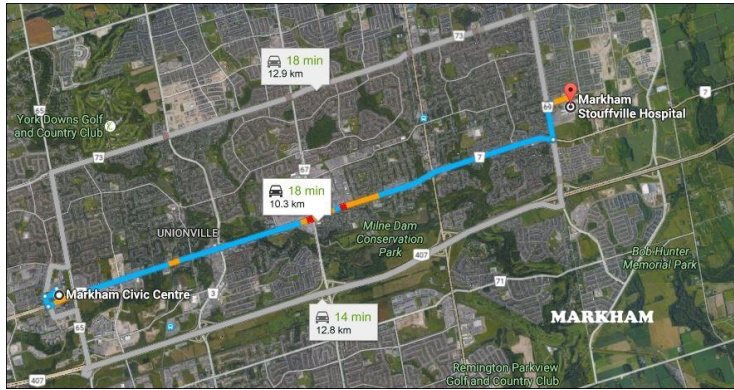 73
18 min
12.9 km
65
Markham
Stouffville Hospital
69
7
York Downs Golf
and Country Club
73
67
7
18 min
10.3 km
UNIONVILLE
Milne Dam
Conservation
Park
407
Bob Hunter
Memorial Park
71
Markham Civic Centre
3
65
14 min
12.8 km
MARKHAM
407
Remington Parkview
Golf and Country Club